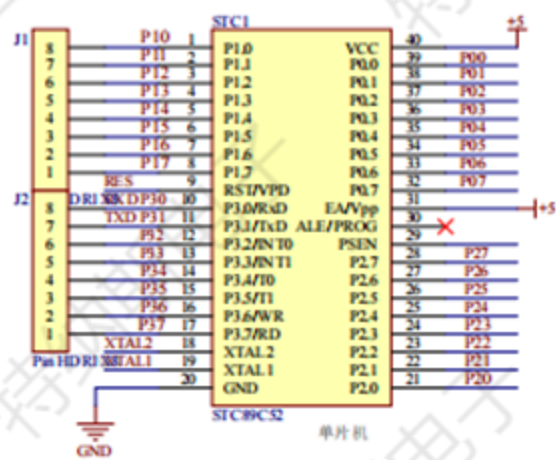 STC1
+5
J1
8 P10 1 P1.0 VCC 40
7 P11 2 P1.1 P0.0 39 P00
6 P12 3 P1.2 P0.1 38 P01
5 P13 4 P1.3 P0.2 37 P02
4 P14 5 P1.4 P0.3 36 P03
3 P15 6 P1.5 P0.4 35 P04
2 P16 7 P1.6 P0.5 34 P05
1 P17 8 P1.7 P0.6 33 P06
RES 9 RST/VPD P0.7 32 P07
J2
8 P30 10 P3.0/RxD EA/Vpp 31 +5
7 TXD P31 11 P3.1/TxD ALE/PROG 30
6 P32 12 P3.2/INT0 PSEN 29
5 P33 13 P3.3/INT1 P2.7 28 P27
4 P34 14 P3.4/T0 P2.6 27 P26
3 P35 15 P3.5/T1 P2.5 26 P25
2 P36 16 P3.6/WR P2.4 25 P24
1 P37 17 P3.7/RD P2.3 24 P23
XTAL2 18 XTAL2 P2.2 23 P22
PinHDR1X8 XTAL1 19 XTAL1 P2.1 22 P21
20 GND P2.0 21 P20
STC89C52
单片机
GND